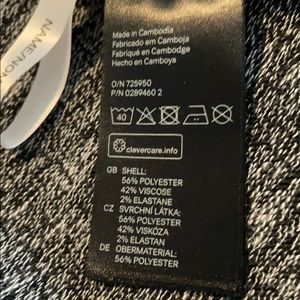 NAME/NOM
Made in Cambodia
Fabricado em Camboja
Fabriqué en Cambodge
Hecho en Camboya
O/N 725950
P/N 0289460 2
40
clevercare.info
GB SHELL:
56% POLYESTER
42% VISCOSE
2% ELASTANE
CZ SVRCHNÍ LÁTKA:
56% POLYESTER
42% VISKÓZA
2% ELASTAN
DE OBERMATERIAL:
56% POLYESTER